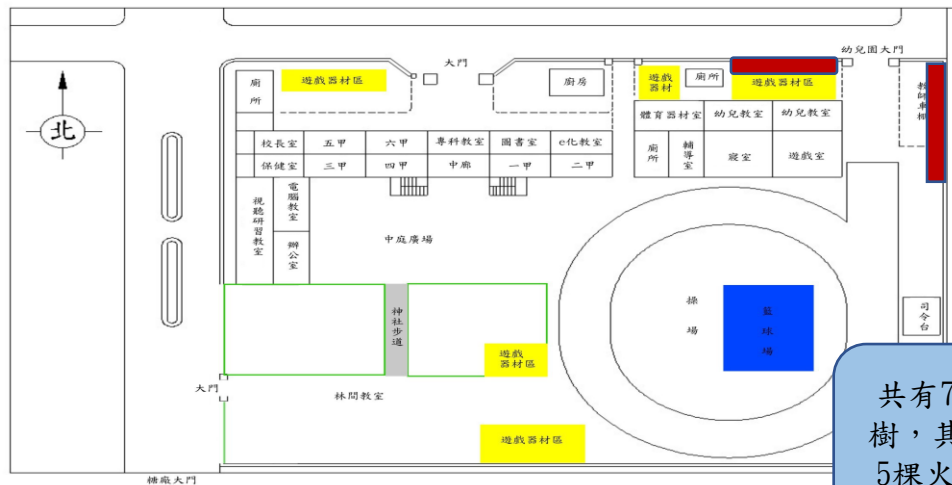 幼兒園大門
大門
廁所
遊戲器材區
廚房
遊戲
器材
廁所
遊戲器材區
教師車棚
北
體育器材室
幼兒教室
幼兒教室
校長室
五甲
六甲
專科教室
圖書室
e化教室
廁所
輔導室
寢室
遊戲室
保健室
三甲
四甲
中廊
一甲
二甲
視聽研習教室
電腦教室
辦公室
中庭廣場
神社步道
操場
籃球場
司令台
遊戲
器材區
大門
林間教室
遊戲器材區
糖廠大門
共有7
樹，其
5棵火